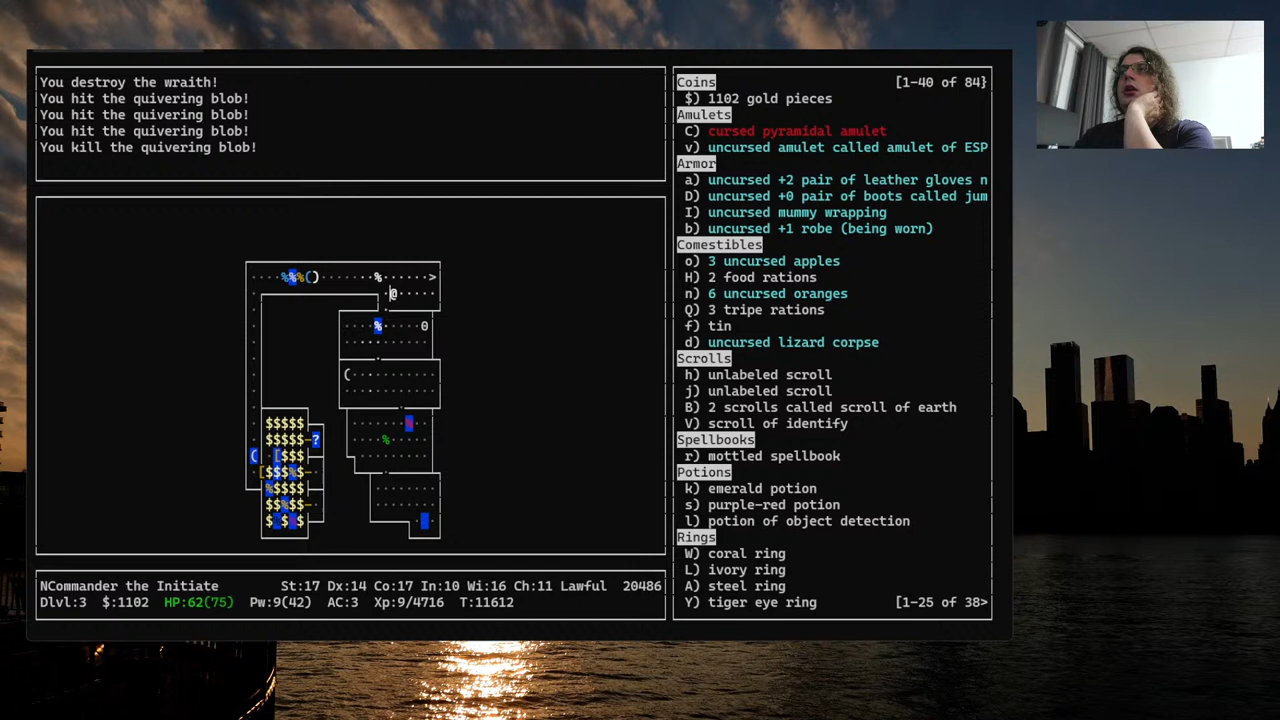 You destroy the wraith!
You hit the quivering blob!
You hit the quivering blob!
You hit the quivering blob!
You kill the quivering blob!
Coins [1-40 of 84}
$) 1102 gold pieces
Amulets
C) cursed pyramidal amulet
v) uncursed amulet called amulet of ESP
Armor
a) uncursed +2 pair of leather gloves n
D) uncursed +0 pair of boots called jum
I) uncursed mummy wrapping
b) uncursed +1 robe (being worn)
Comestibles
o) 3 uncursed apples
H) 2 food rations
n) 6 uncursed oranges
Q) 3 tripe rations
f) tin
d) uncursed lizard corpse
Scrolls
h) unlabeled scroll
j) unlabeled scroll
B) 2 scrolls called scroll of earth
V) scroll of identify
Spellbooks
r) mottled spellbook
Potions
k) emerald potion
s) purple-red potion
l) potion of object detection
Rings
W) coral ring
L) ivory ring
A) steel ring
Y) tiger eye ring [1-25 of 38>
NCommander the Initiate St:17 Dx:14 Co:17 In:10 Wi:16 Ch:11 Lawful 20486
Dlvl:3 $:1102 HP:62(75) Pw:9(42) AC:3 Xp:9/4716 T:11612